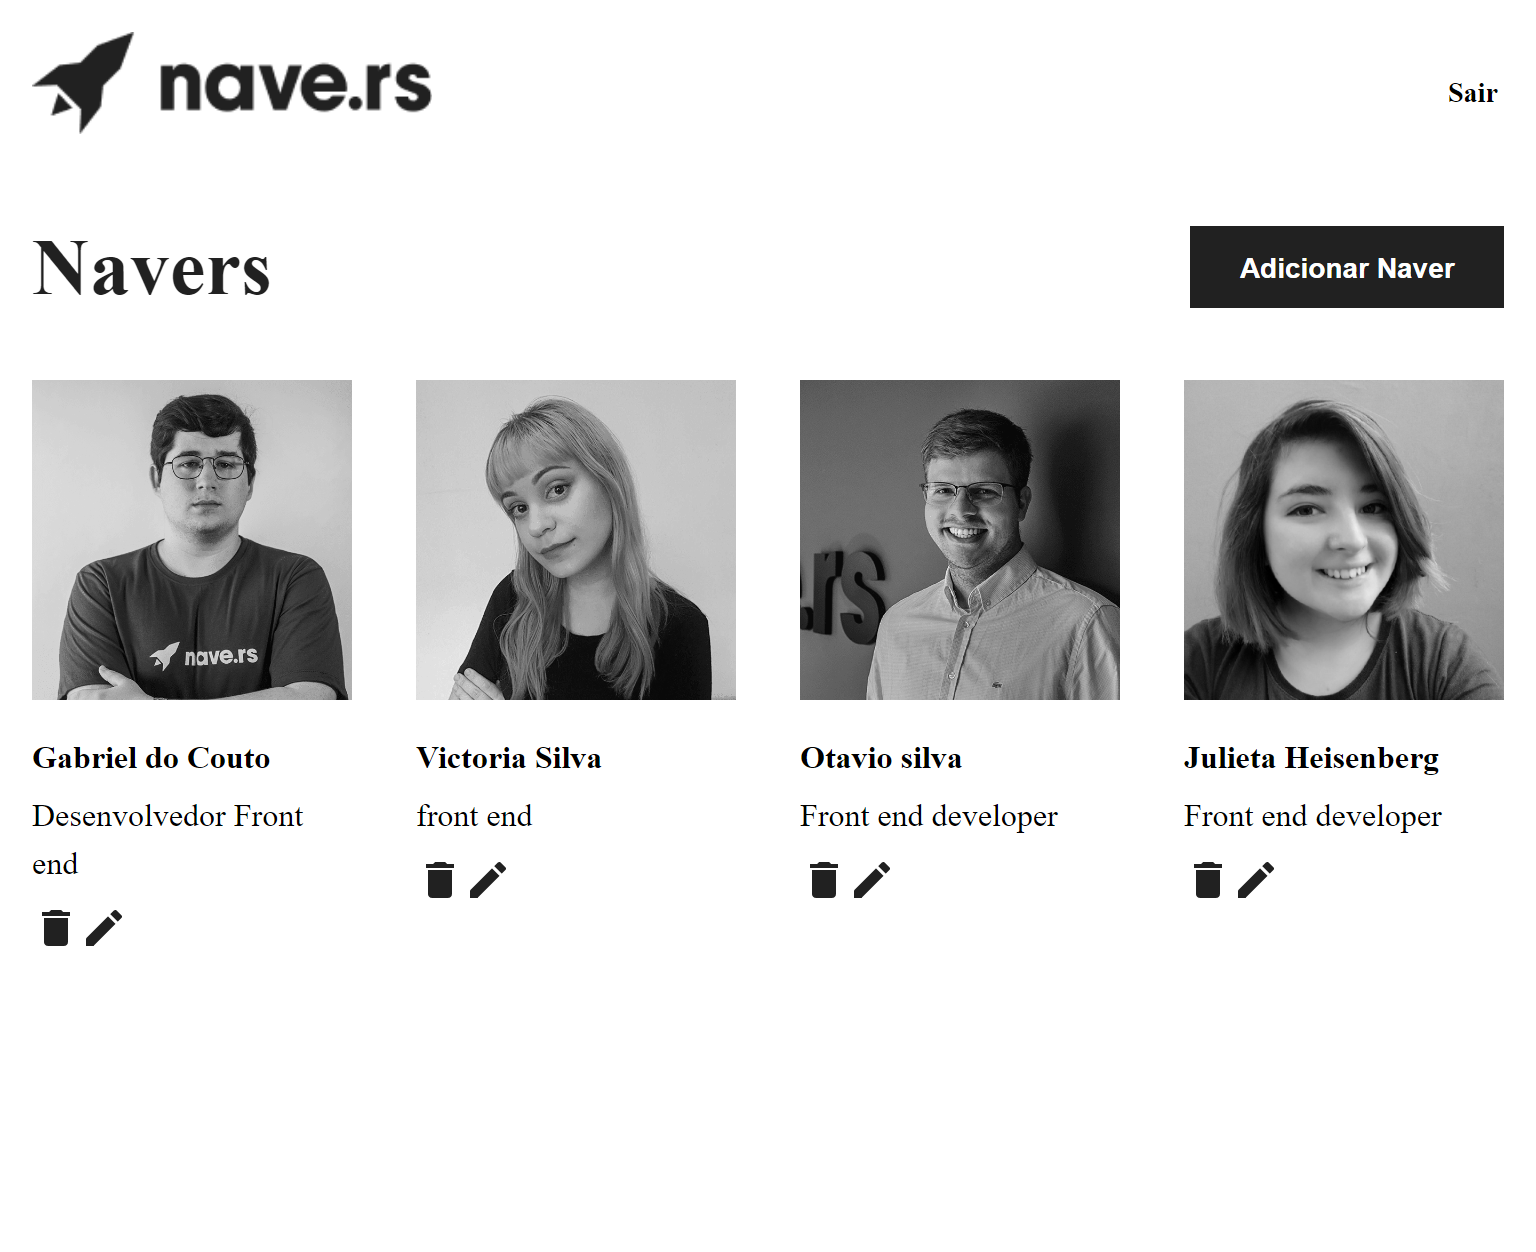 nave.rs
Sair
Navers
Adicionar Naver
nave.rs
.rs
Gabriel do Couto
Victoria Silva
Otavio silva
Julieta Heisenberg
Desenvolvedor Front
end
front end
Front end developer
Front end developer